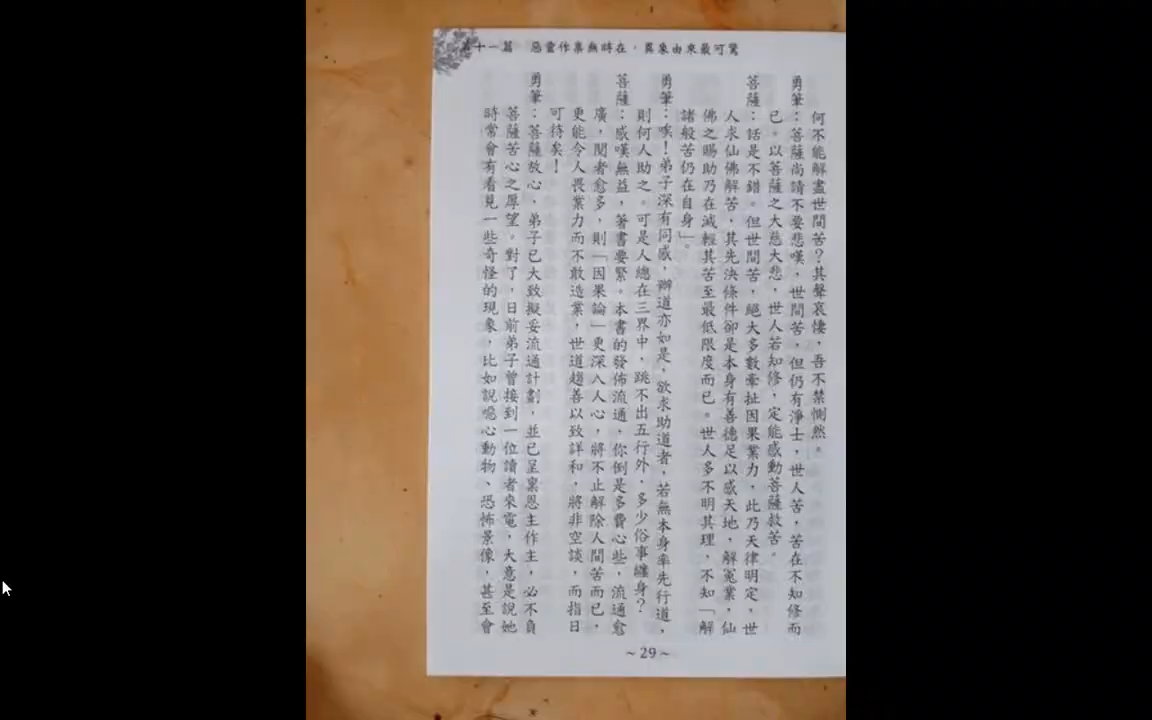 第十一篇　惡靈作祟無時在，異象由來最可驚
何不能解盡世間苦？其聲哀悽，吾不禁惻然。
勇筆：菩薩尚請不要悲嘆，世間苦，但仍有淨士，世人苦，苦在不知修而
已。以菩薩之大慈大悲，世人若知修，定能感動菩薩救苦。
菩薩：話是不錯。但世間苦，絕大多數牽扯因果業力，此乃天律明定，世
人求仙佛解苦，其先決條件卻是本身有善德足以感天地，解冤業，仙
佛之賜助乃在減輕其苦至最低限度而已。世人多不明其理，不知「解
諸般苦仍在自身」。
勇筆：唉！弟子深有同感，辦道亦如是，欲求助道者，若無本身率先行道，
則何人助之。可是人總在三界中，跳不出五行外，多少俗事纏身？
菩薩：感嘆無益，著書要緊。本書的發佈流通，你倒是多費心些，流通愈
廣，閱者愈多，則「因果論」更深入人心，將不止解除人間苦而已，
更能令人畏業力而不敢造業，世道趨善以致詳和，將非空談，而指日
可待矣！
勇筆：菩薩放心，弟子已大致擬妥流通計劃，並已呈稟恩主作主，必不負
菩薩苦心之厚望。對了，日前弟子曾接到一位讀者來電，大意是說她
時常會有看見一些奇怪的現象，比如說噁心動物、恐怖景像，甚至會
～29～